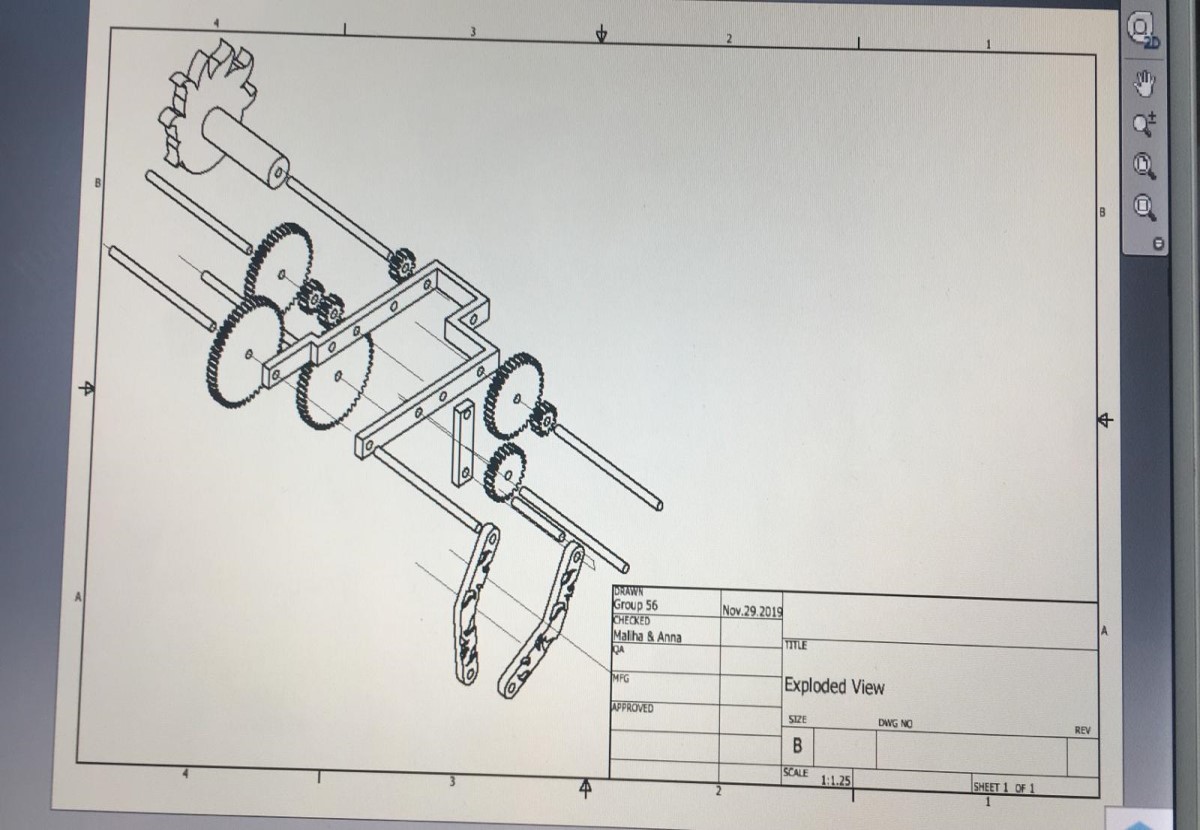 4
3
2
1
2D
B
B
A
A
DRAWN
Group 56
Nov.29.2019
CHECKED
Maliha & Anna
QA
TITLE
MFG
Exploded View
APPROVED
SIZE
DWG NO
REV
B
SCALE
1:1.25
SHEET 1 OF 1
4
3
2
1